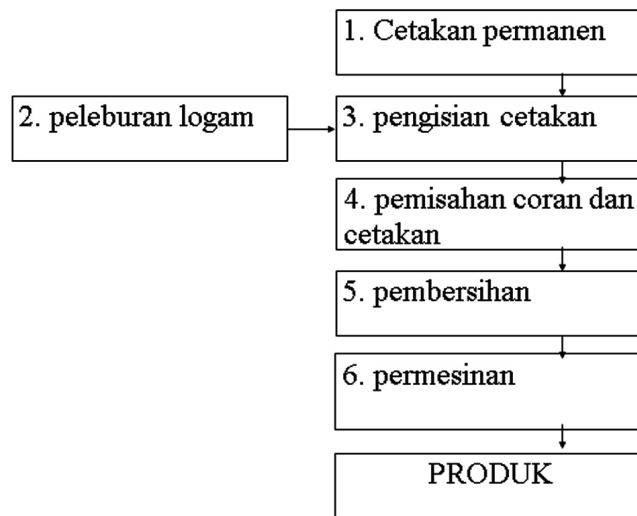 1. Cetakan permanen
2. peleburan logam
3. pengisian cetakan
4. pemisahan coran dan
cetakan
5. pembersihan
6. permesinan
PRODUK